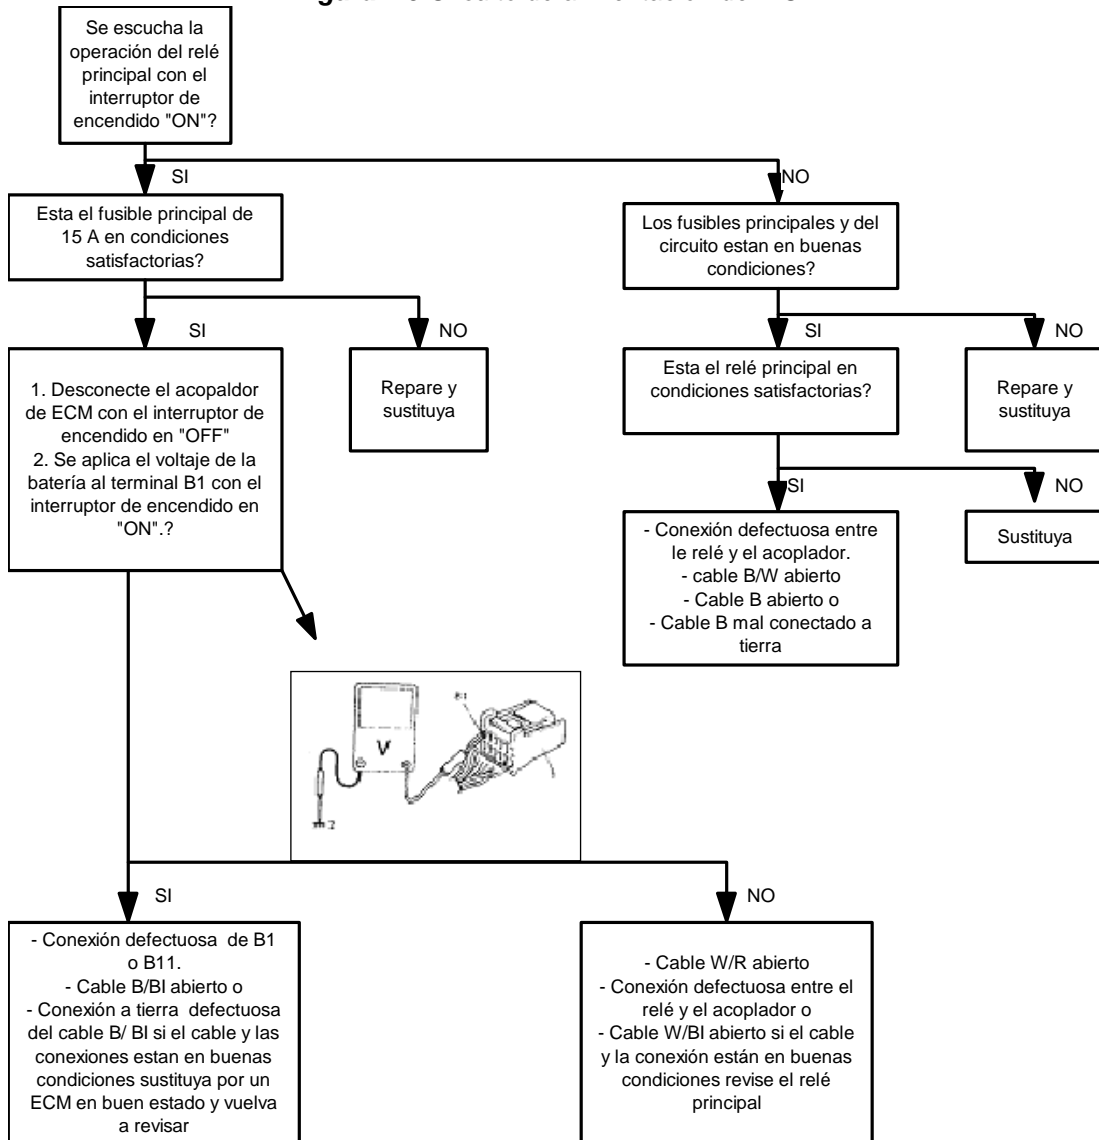 Se escucha la
operación del relé
principal con el
interruptor de
encendido "ON"?
SI
NO
Esta el fusible principal de
15 A en condiciones
satisfactorias?
Los fusibles principales y del
circuito estan en buenas
condiciones?
SI
NO
SI
NO
1. Desconecte el acopaldor
de ECM con el interruptor de
encendido en "OFF"
2. Se aplica el voltaje de la
batería al terminal B1 con el
interruptor de encendido en
"ON".?
Repare y
sustituya
Esta el relé principal en
condiciones satisfactorias?
Repare y
sustituya
SI
NO
- Conexión defectuosa entre
le relé y el acoplador.
- cable B/W abierto
- Cable B abierto o
- Cable B mal conectado a
tierra
Sustituya
V
SI
NO
- Conexión defectuosa de B1
o B11.
- Cable B/BI abierto o
- Conexión a tierra defectuosa
del cable B/ BI si el cable y las
conexiones estan en buenas
condiciones sustituya por un
ECM en buen estado y vuelva
a revisar
- Cable W/R abierto
- Conexión defectuosa entre el
relé y el acoplador o
- Cable W/BI abierto si el cable
y la conexión están en buenas
condiciones revise el relé
principal